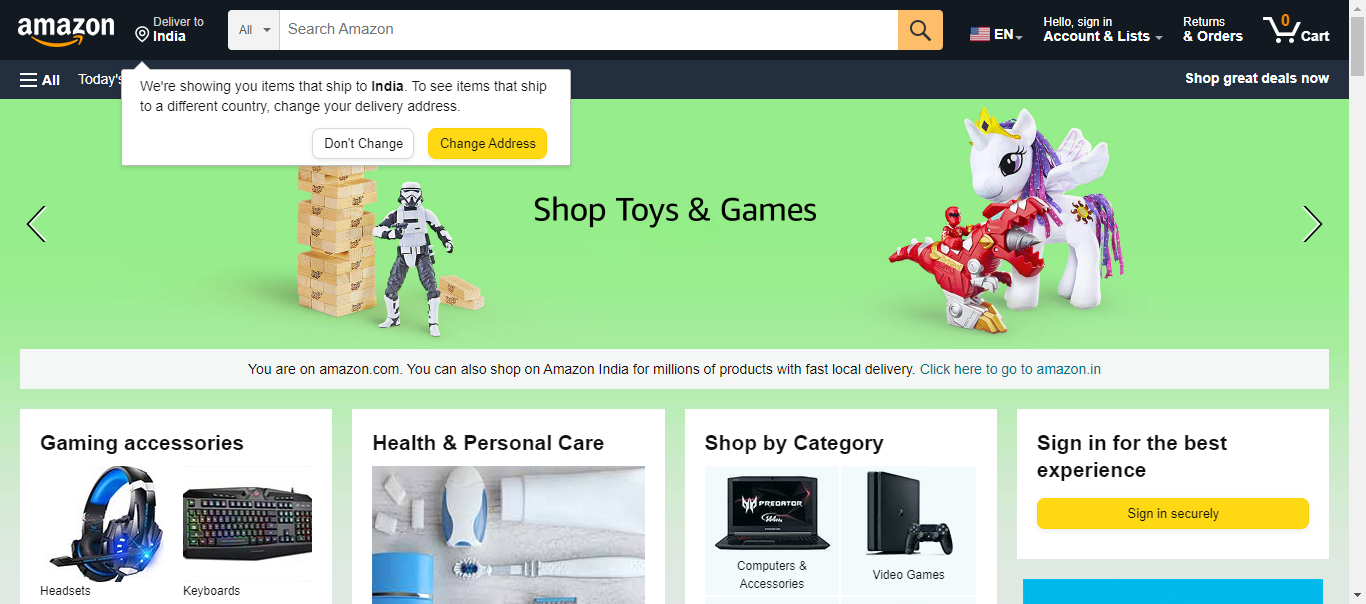 amazon
Deliver to
India
All
Search Amazon
EN
Hello, sign in
Account & Lists
Returns
& Orders
0
Cart
All
Today's
Shop great deals now
We're showing you items that ship to India. To see items that ship
to a different country, change your delivery address.
Don't Change
Change Address
Shop Toys & Games
You are on amazon.com. You can also shop on Amazon India for millions of products with fast local delivery. Click here to go to amazon.in
Gaming accessories
Headsets
Keyboards
Health & Personal Care
Shop by Category
PREDATOR
Computers &
Accessories
Video Games
Sign in for the best
experience
Sign in securely